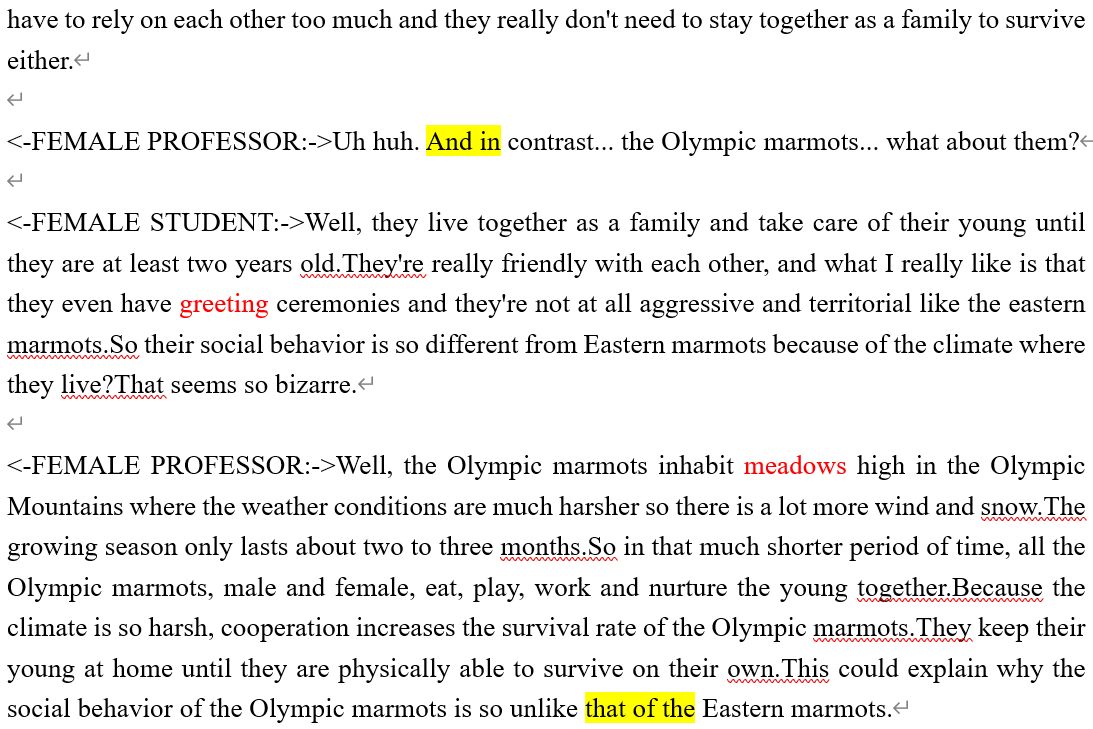 have to rely on each other too much and they really don't need to stay together as a family to survive
either.↵
↵
<-FEMALE PROFESSOR:->Uh huh. And in contrast... the Olympic marmots... what about them?↵
↵
<-FEMALE STUDENT:->Well, they live together as a family and take care of their young until
they are at least two years old.They're really friendly with each other, and what I really like is that
they even have greeting ceremonies and they're not at all aggressive and territorial like the eastern
marmots.So their social behavior is so different from Eastern marmots because of the climate where
they live?That seems so bizarre.↵
↵
<-FEMALE PROFESSOR:->Well, the Olympic marmots inhabit meadows high in the Olympic
Mountains where the weather conditions are much harsher so there is a lot more wind and snow.The
growing season only lasts about two to three months.So in that much shorter period of time, all the
Olympic marmots, male and female, eat, play, work and nurture the young together.Because the
climate is so harsh, cooperation increases the survival rate of the Olympic marmots.They keep their
young at home until they are physically able to survive on their own.This could explain why the
social behavior of the Olympic marmots is so unlike that of the Eastern marmots.↵